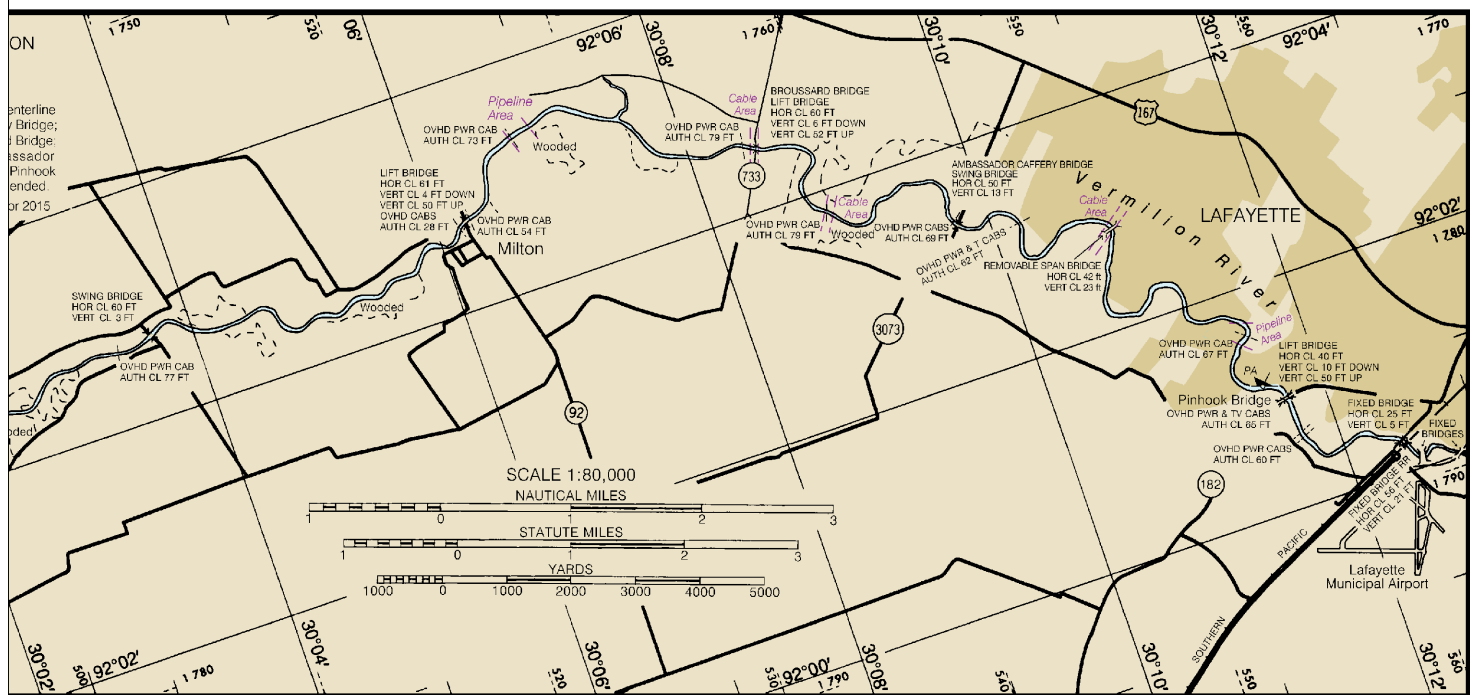 1 750
520
06'
92°06'
30°08'
1 760
30°10'
550
30°12'
560
92°04'
1 770
ON
enterline
y Bridge;
d Bridge:
assador
Pinhook
ended.
or 2015
Pipeline
Area
OVHD PWR CAB
AUTH CL 73 FT
Wooded
Cable
Area
OVHD PWR CAB
AUTH CL 79 FT
BROUSSARD BRIDGE
LIFT BRIDGE
HOR CL 60 FT
VERT CL 6 FT DOWN
VERT CL 52 FT UP
733
167
LIFT BRIDGE
HOR CL 61 FT
VERT CL 4 FT DOWN
VERT CL 50 FT UP
OVHD CABS
AUTH CL 28 FT
OVHD PWR CAB
AUTH CL 54 FT
Milton
AMBASSADOR CAFFERY BRIDGE
SWING BRIDGE
HOR CL 50 FT
VERT CL 13 FT
Cable
Area
OVHD PWR CAB
AUTH CL 79 FT
Wooded
OVHD PWR CABS
AUTH CL 69 FT
OVHD PWR & T CABS
AUTH CL 62 FT
Cable
Area
Vermilion River
LAFAYETTE
92°02'
1 780
REMOVABLE SPAN BRIDGE
HOR CL 42 ft
VERT CL 23 ft
SWING BRIDGE
HOR CL 60 FT
VERT CL 3 FT
Wooded
OVHD PWR CAB
AUTH CL 77 FT
3073
Pipeline
Area
OVHD PWR CAB
AUTH CL 67 FT
LIFT BRIDGE
HOR CL 40 FT
VERT CL 10 FT DOWN
VERT CL 50 FT UP
PA
Pinhook Bridge
OVHD PWR & TV CABS
AUTH CL 65 FT
FIXED BRIDGE
HOR CL 25 FT
VERT CL 5 FT
FIXED
BRIDGES
OVHD PWR CABS
AUTH CL 60 FT
oded
92
182
1 790
FIXED BRIDGE RR
HOR CL 56 FT
VERT CL 21 FT
SCALE 1:80,000
NAUTICAL MILES
1 0 1 2 3
STATUTE MILES
1 0 1 2 3
YARDS
1000 0 1000 2000 3000 4000 5000
SOUTHERN PACIFIC
Lafayette
Municipal Airport
30°02'
500
92°02'
1 780
30°04'
520
30°06'
530
92°00'
1 790
30°08'
540
30°10'
550
30°12'
560